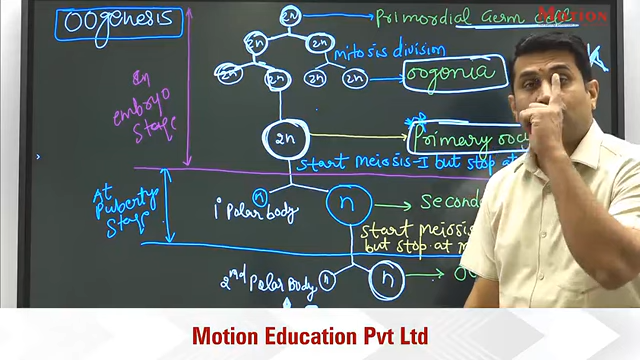 Oogenesis
MOTION
2n
Primordial Germ cell
2n
2n
mitosis division
2n
2n
2n
2n
oogonia
In
embryo
stage
2n
Primary
start meiosis-I but stop at
At
Puberty
stage
n
n
1 Polar body
start meiosis
but stop at
n
n
2nd Polar Body
Motion Education Pvt Ltd